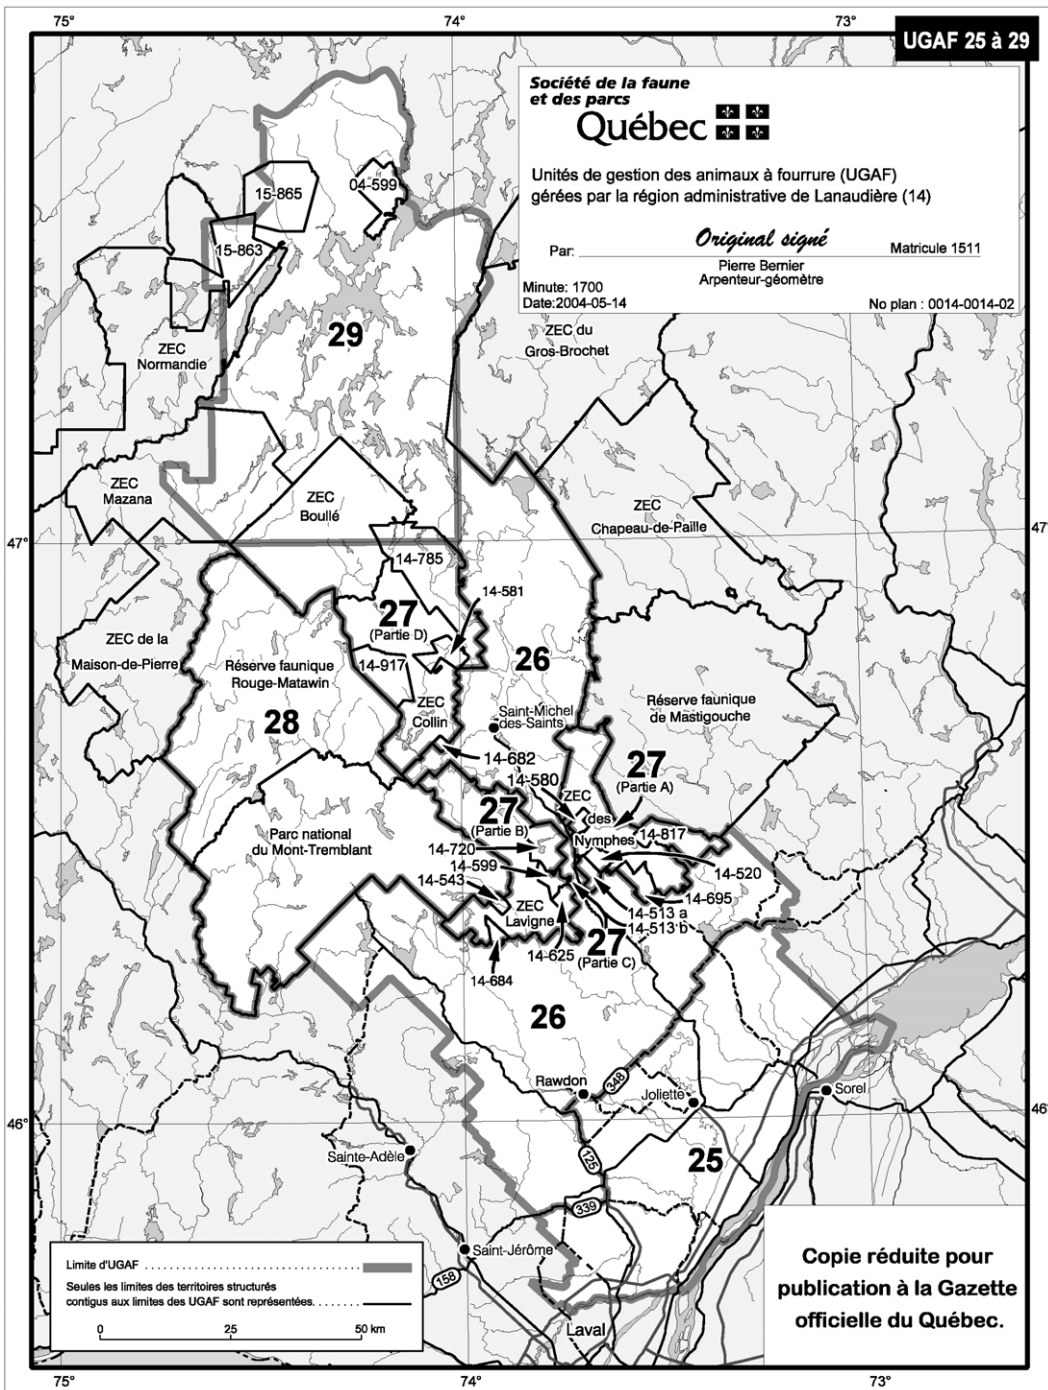 75°
74°
73°
UGAF 25 à 29
Société de la faune
et des parcs
Québec
Unités de gestion des animaux à fourrure (UGAF)
gérées par la région administrative de Lanaudière (14)
Par:
Original signé
Matricule 1511
Pierre Bernier
Arpenteur-géomètre
Minute: 1700
Date:2004-05-14
No plan : 0014-0014-02
15-865
04-599
15-863
29
ZEC
Normandie
ZEC du
Gros-Brochet
ZEC
Mazana
ZEC
Boullé
ZEC
Chapeau-de-Paille
47°
47°
14-785
14-581
27
(Partie D)
26
ZEC de la
Maison-de-Pierre
Réserve faunique
Rouge-Matawin
14-917
28
ZEC
Collin
Saint-Michel
des-Saints
Réserve faunique
de Mastigouche
14-682
14-580
27
(Partie A)
27
(Partie B)
ZEC
des
Nymphes
Parc national
du Mont-Tremblant
14-817
14-720
14-599
14-543
14-520
14-695
ZEC
Lavigne
14-513 a
14-513 b
14-625
27
(Partie C)
14-684
26
Rawdon
348
Joliette
Sorel
46°
46°
Sainte-Adèle
125
25
339
Saint-Jérôme
158
Laval
Limite d'UGAF
Seules les limites des territoires structurés
contigus aux limites des UGAF sont représentées.
0
25
50 km
Copie réduite pour
publication à la Gazette
officielle du Québec.
75°
74°
73°